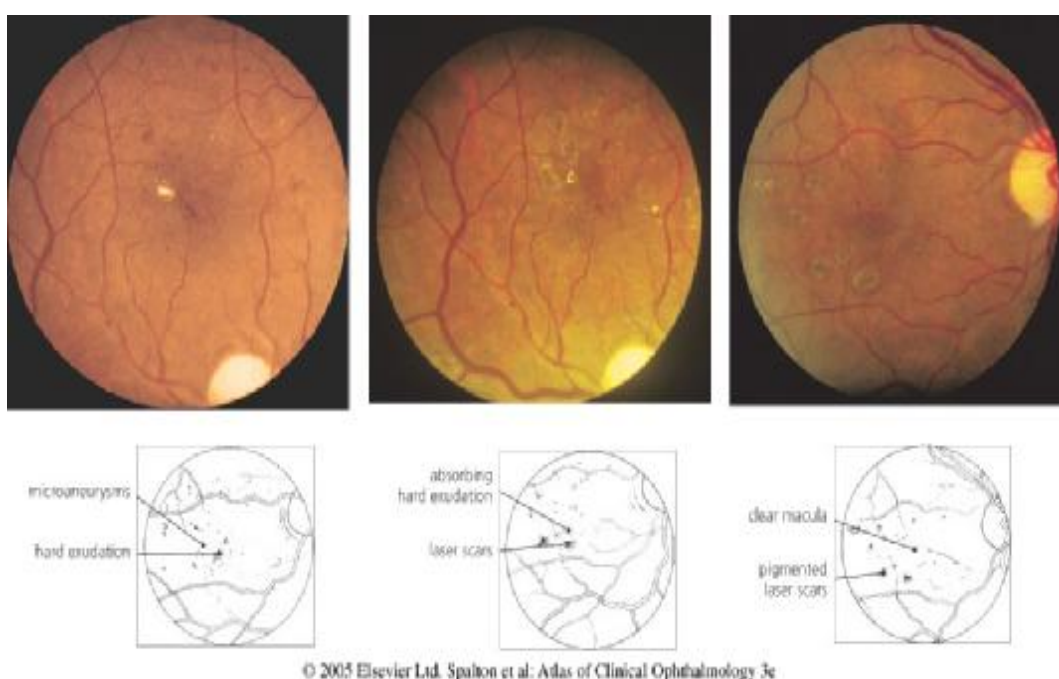 microaneurysms
hard exudation
absorbing
hard exudation
laser scars
clear macula
pigmented
laser scars
© 2005 Elsevier Ltd. Spalton et al: Atlas of Clinical Ophthalmology 3e